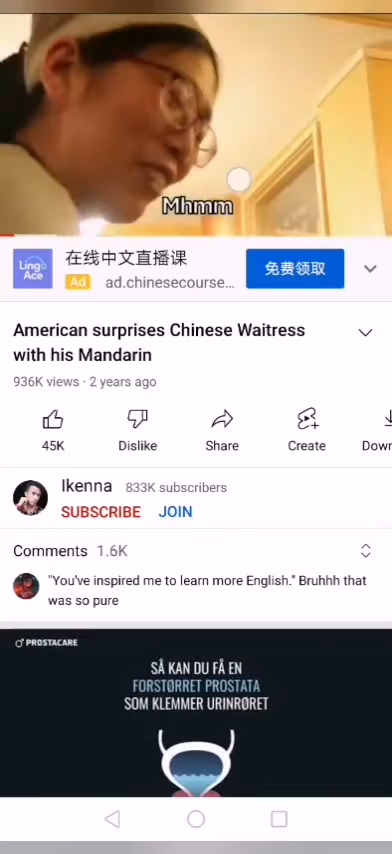 Mhmm
Lingo
Ace
在线中文直播课
免费领取
Ad ad.chinesecourse...
American surprises Chinese Waitress
with his Mandarin
936K views · 2 years ago
45K Dislike Share Create Down
Ikenna 833K subscribers
SUBSCRIBE JOIN
Comments 1.6K
"You've inspired me to learn more English." Bruhhh that
was so pure
PROSTACARE
SÅ KAN DU FÅ EN
FORSTØRRET PROSTATA
SOM KLEMMER URINRØRET